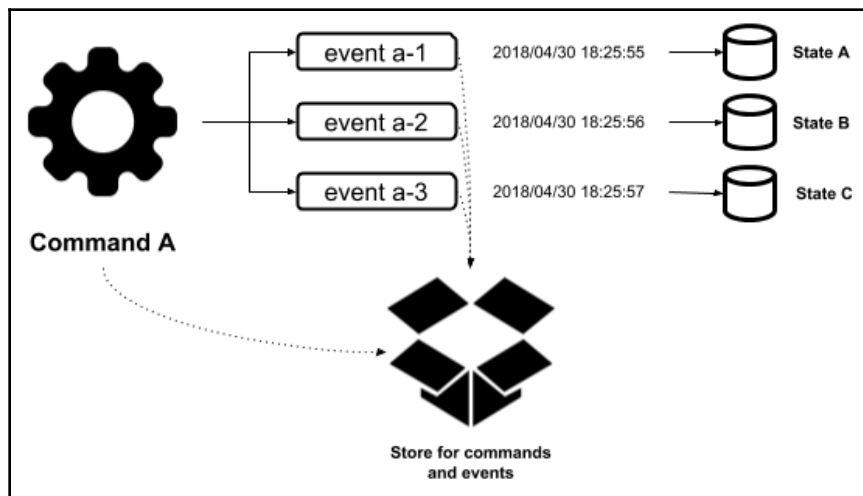 event a-1 2018/04/30 18:25:55 State A
event a-2 2018/04/30 18:25:56 State B
event a-3 2018/04/30 18:25:57 State C
Command A
Store for commands
and events